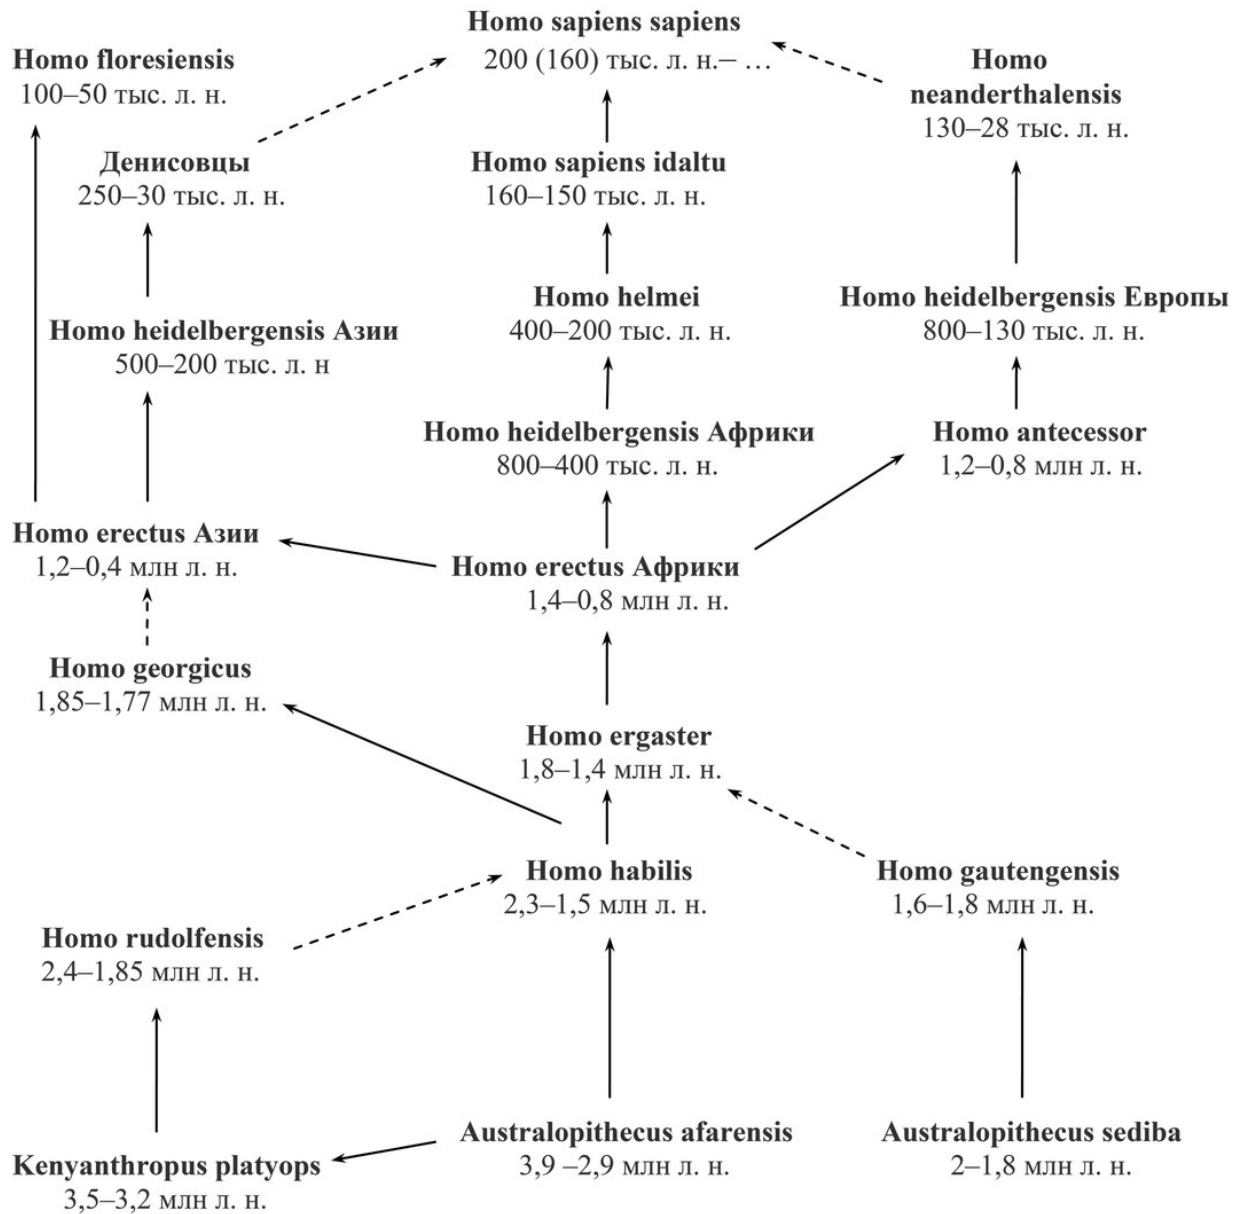 Homo sapiens sapiens
200 (160) тыс. л. н.– …
Homo floresiensis
100–50 тыс. л. н.
Homo
neanderthalensis
130–28 тыс. л. н.
Денисовцы
250–30 тыс. л. н.
Homo sapiens idaltu
160–150 тыс. л. н.
Homo helmei
400–200 тыс. л. н.
Homo heidelbergensis Европы
800–130 тыс. л. н.
Homo heidelbergensis Азии
500–200 тыс. л. н
Homo heidelbergensis Африки
800–400 тыс. л. н.
Homo antecessor
1,2–0,8 млн л. н.
Homo erectus Азии
1,2–0,4 млн л. н.
Homo erectus Африки
1,4–0,8 млн л. н.
Homo georgicus
1,85–1,77 млн л. н.
Homo ergaster
1,8–1,4 млн л. н.
Homo habilis
2,3–1,5 млн л. н.
Homo gautengensis
1,6–1,8 млн л. н.
Homo rudolfensis
2,4–1,85 млн л. н.
Australopithecus afarensis
3,9 –2,9 млн л. н.
Australopithecus sediba
2–1,8 млн л. н.
Kenyanthropus platyops
3,5–3,2 млн л. н.